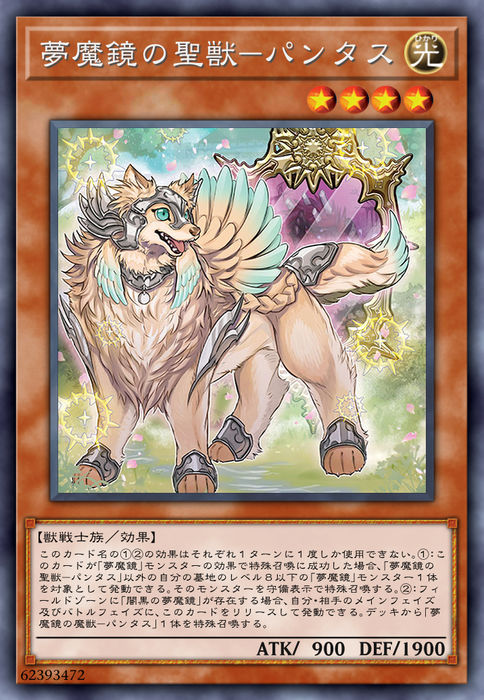 夢魔鏡の聖獣－パンタス
ひかり
光
【獣戦士族／効果】
このカード名の①②の効果はそれぞれ１ターンに１度しか使用できない。①：こ
のカードが「夢魔鏡」モンスターの効果で特殊召喚に成功した場合、「夢魔鏡の
聖獣－パンタス」以外の自分の墓地のレベル８以下の「夢魔鏡」モンスター１体
を対象として発動できる。そのモンスターを守備表示で特殊召喚する。②：フィ
ールドゾーンに「闇黒の夢魔鏡」が存在する場合、自分・相手のメインフェイズ
及びバトルフェイズに、このカードをリリースして発動できる。デッキから「夢
魔鏡の魔獣－パンタス」１体を特殊召喚する。
ATK/ 900 DEF/1900
62393472